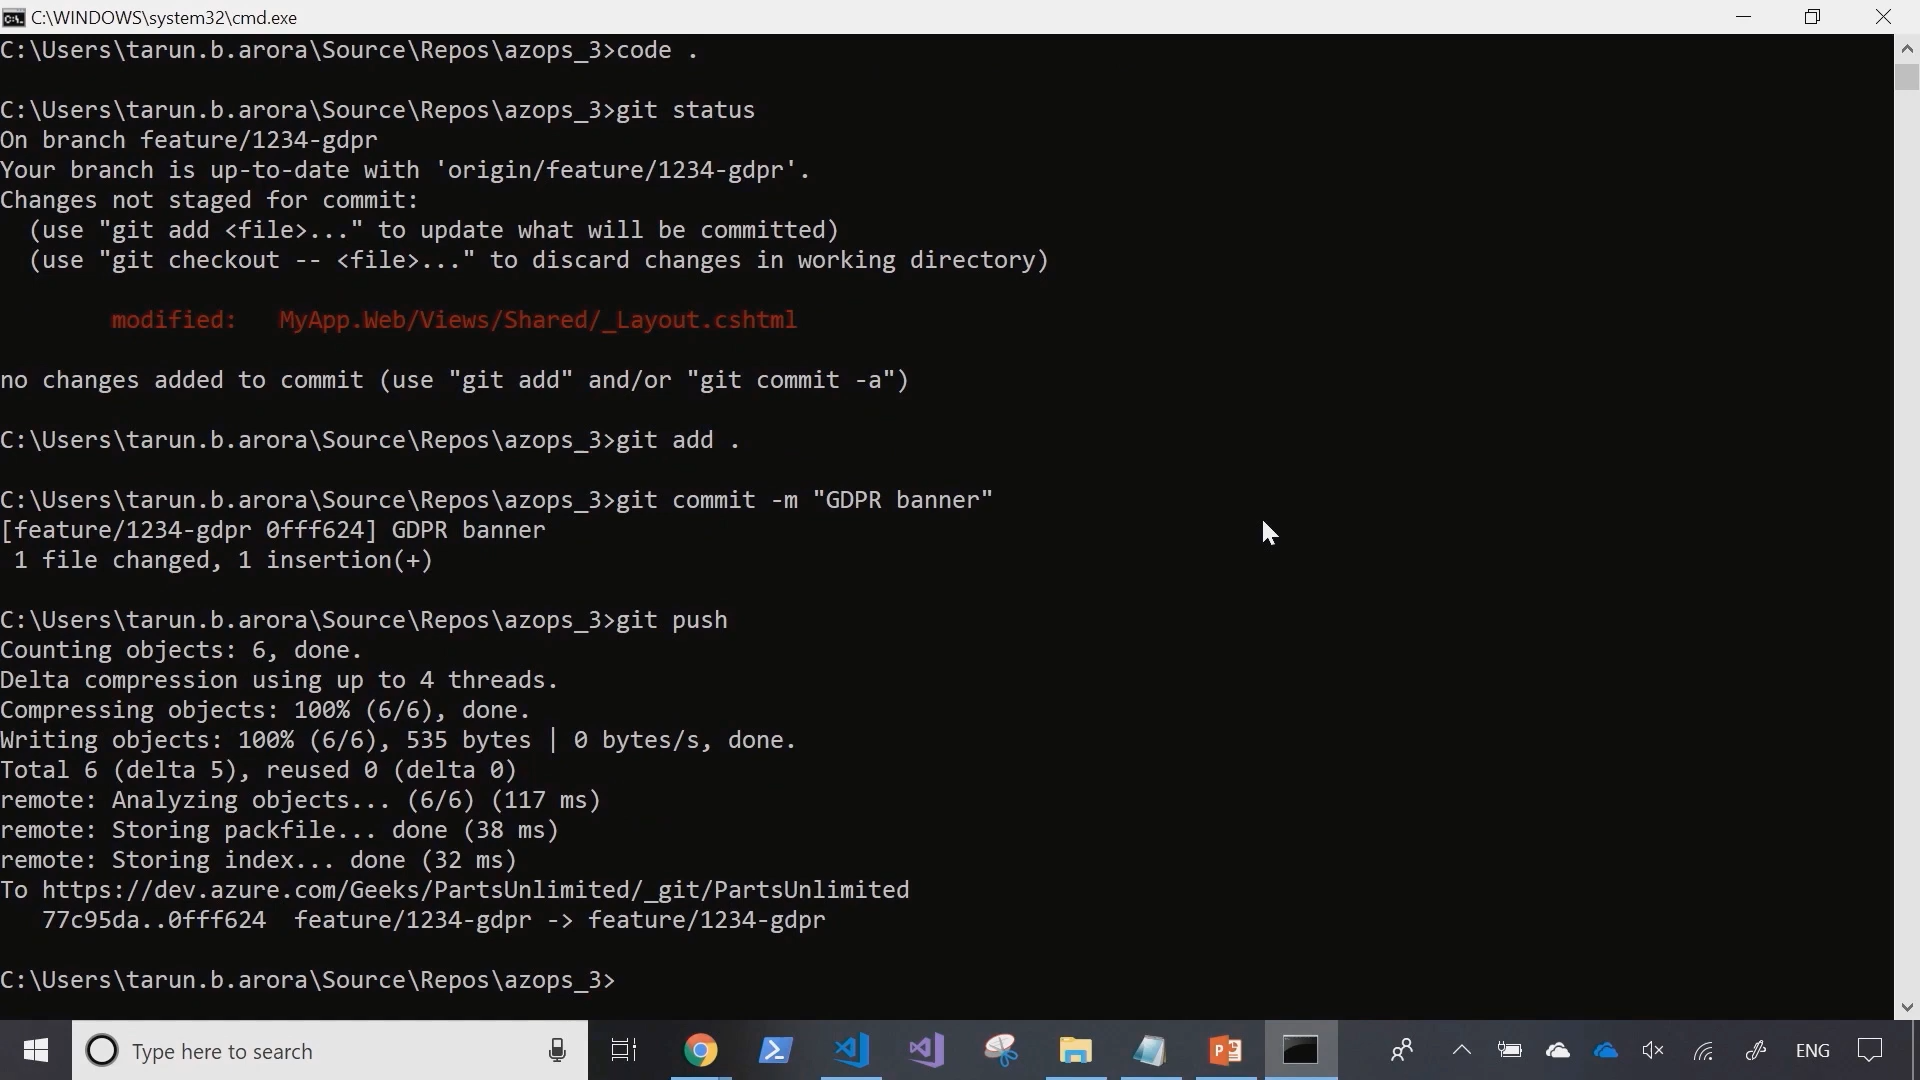 C:\WINDOWS\system32\cmd.exe
C:\Users\tarun.b.arora\Source\Repos\azops_3>code .
C:\Users\tarun.b.arora\Source\Repos\azops_3>git status
On branch feature/1234-gdpr
Your branch is up-to-date with 'origin/feature/1234-gdpr'.
Changes not staged for commit:
  (use "git add <file>..." to update what will be committed)
  (use "git checkout -- <file>..." to discard changes in working directory)
        modified:   MyApp.Web/Views/Shared/_Layout.cshtml
no changes added to commit (use "git add" and/or "git commit -a")
C:\Users\tarun.b.arora\Source\Repos\azops_3>git add .
C:\Users\tarun.b.arora\Source\Repos\azops_3>git commit -m "GDPR banner"
[feature/1234-gdpr 0fff624] GDPR banner
 1 file changed, 1 insertion(+)
C:\Users\tarun.b.arora\Source\Repos\azops_3>git push
Counting objects: 6, done.
Delta compression using up to 4 threads.
Compressing objects: 100% (6/6), done.
Writing objects: 100% (6/6), 535 bytes | 0 bytes/s, done.
Total 6 (delta 5), reused 0 (delta 0)
remote: Analyzing objects... (6/6) (117 ms)
remote: Storing packfile... done (38 ms)
remote: Storing index... done (32 ms)
To https://dev.azure.com/Geeks/PartsUnlimited/_git/PartsUnlimited
   77c95da..0fff624  feature/1234-gdpr -> feature/1234-gdpr
C:\Users\tarun.b.arora\Source\Repos\azops_3>
Type here to search
ENG